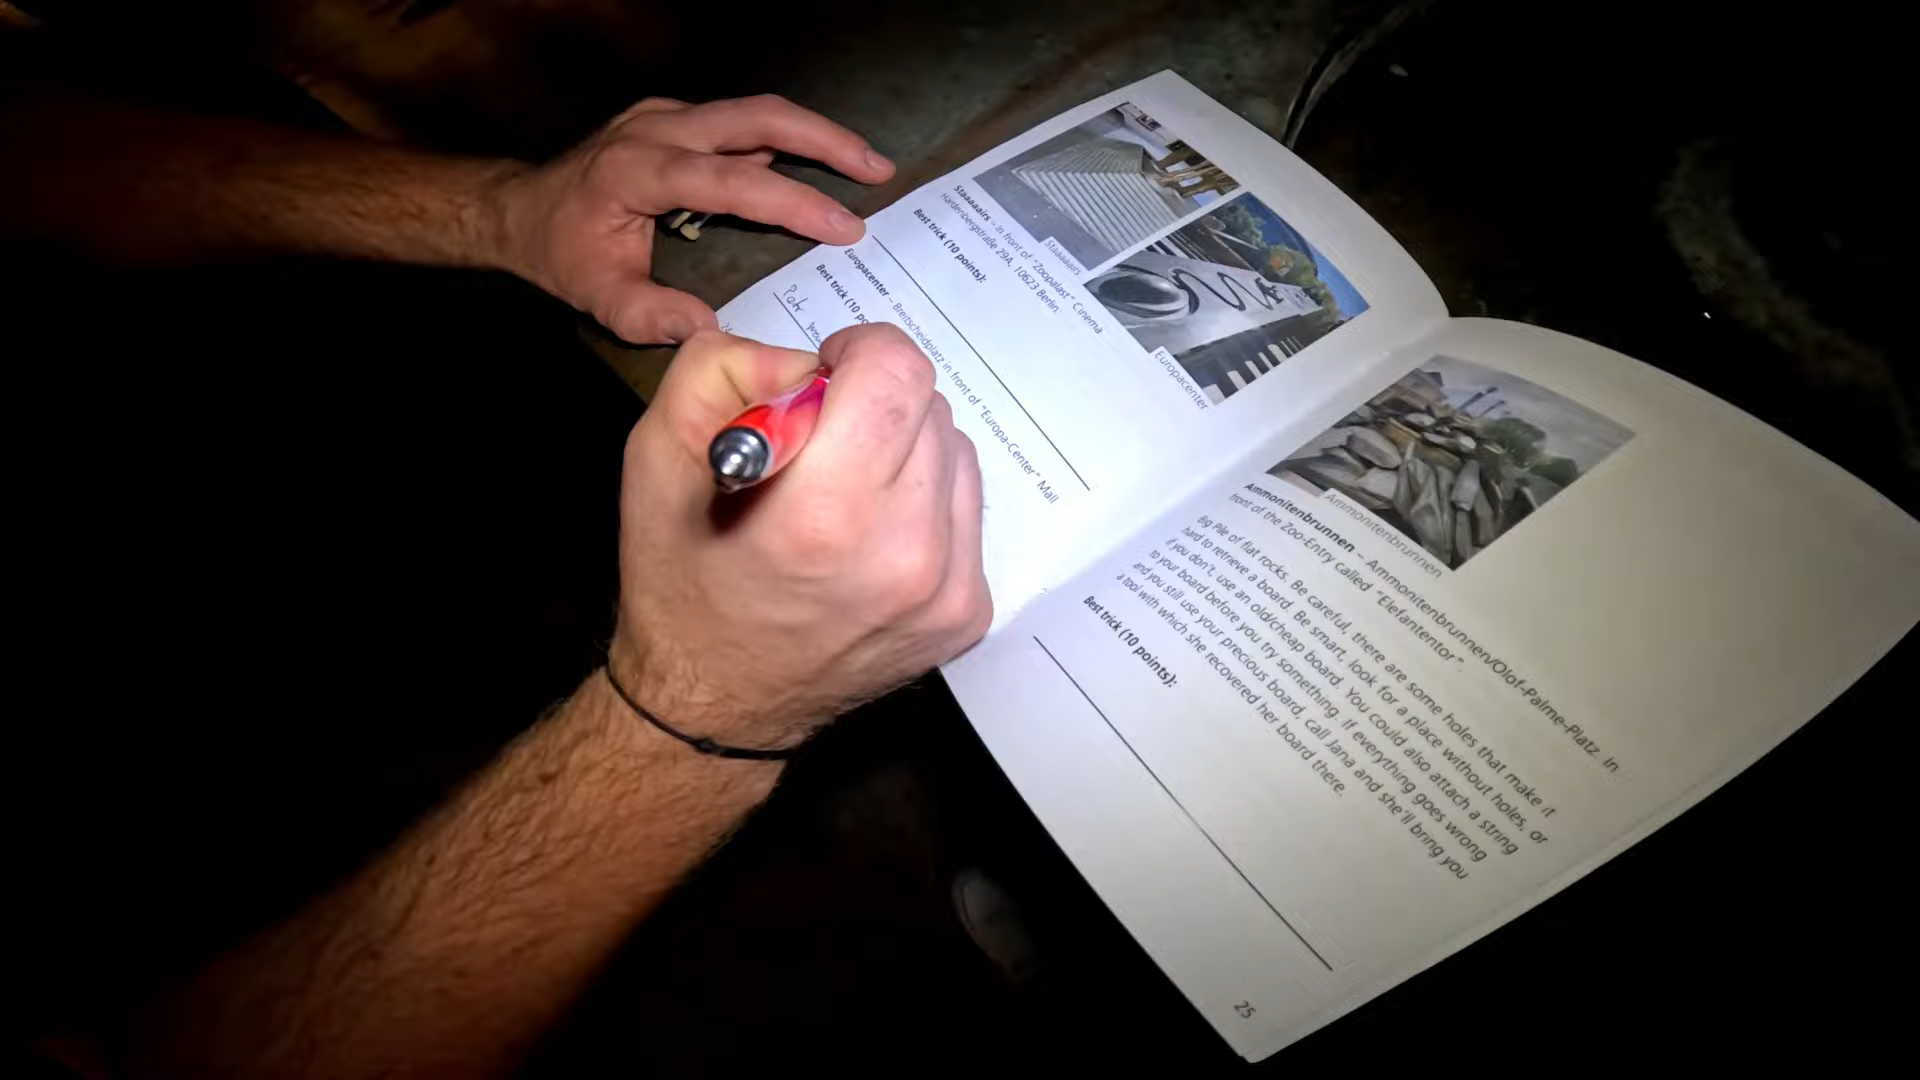 Staaaairs
Staaaairs – in front of "Zoopalast" Cinema
Hardenbergstraße 29A, 10623 Berlin.
Best trick (10 points):
Europacenter
Europacenter – Breitscheidplatz in front of "Europa-Center" Mall
Best trick (10 po
Patr
Ammonitenbrunnen
Ammonitenbrunnen – Ammonitenbrunnen/Olof-Palme-Platz. In
front of the Zoo-Entry called "Elefantentor".
Big Pile of flat rocks. Be careful, there are some holes that make it
hard to retrieve a board. Be smart, look for a place without holes, or
if you don't, use an old/cheap board. You could also attach a string
to your board before you try something. If everything goes wrong
and you still use your precious board, call Jana and she'll bring you
a tool with which she recovered her board there.
Best trick (10 points):
25